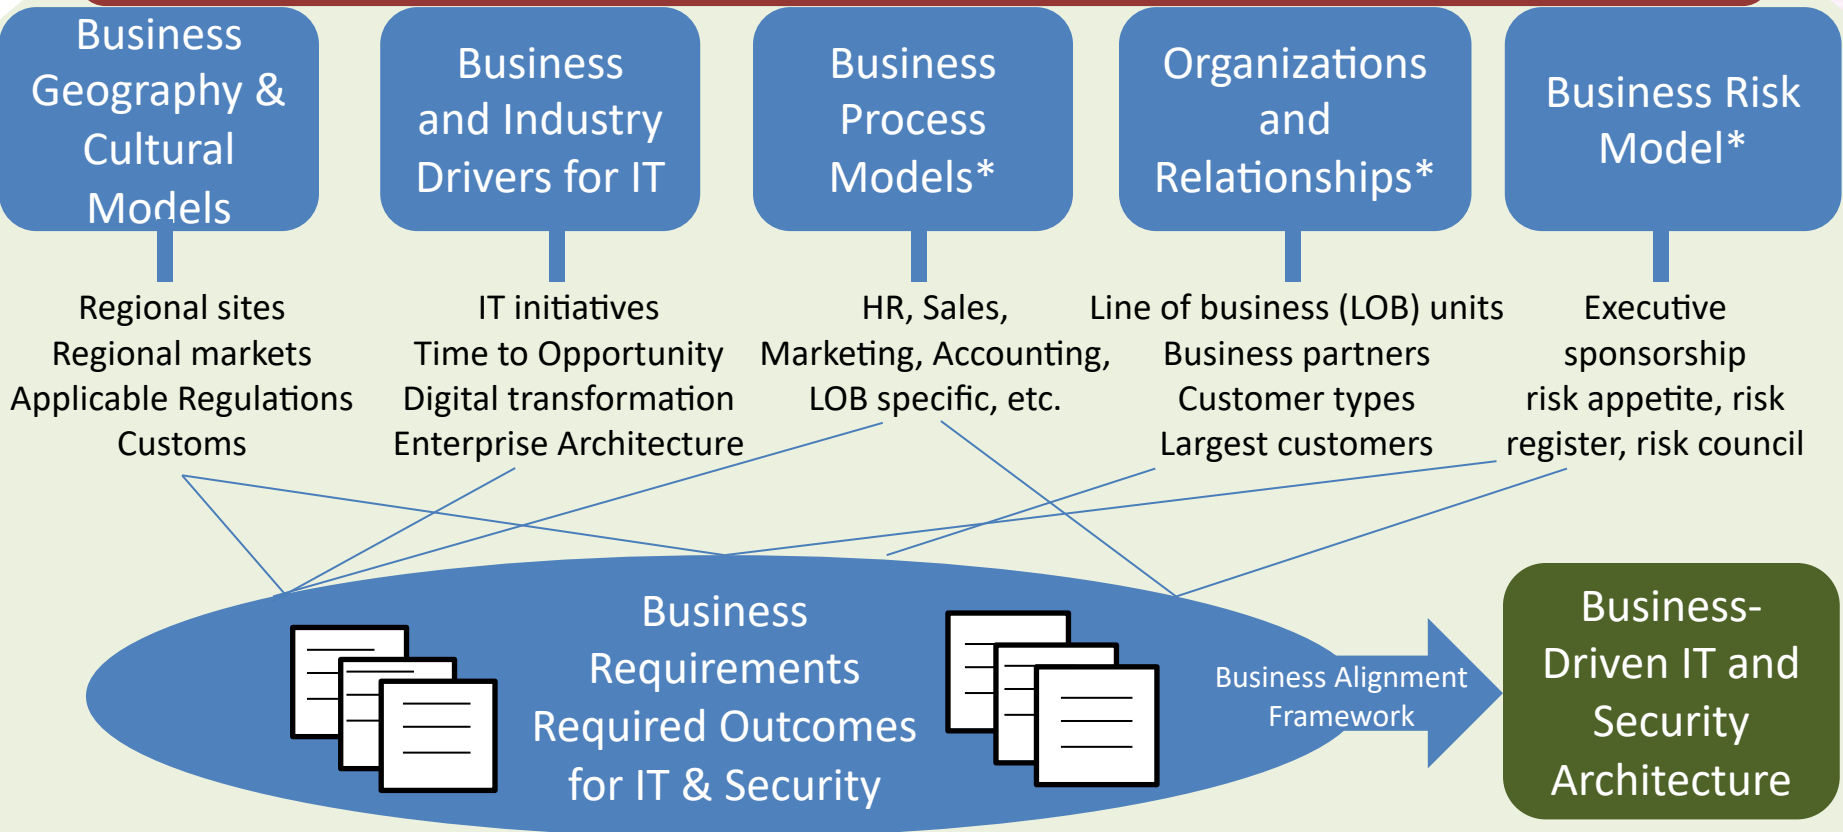 Business
Geography &
Cultural
Models
Business
and Industry
Drivers for IT
Business
Process
Models*
Organizations
and
Relationships*
Business Risk
Model*
Regional sites
Regional markets
Applicable Regulations
Customs
IT initiatives
Time to Opportunity
Digital transformation
Enterprise Architecture
HR, Sales,
Marketing, Accounting,
LOB specific, etc.
Line of business (LOB) units
Business partners
Customer types
Largest customers
Executive
sponsorship
risk appetite, risk
register, risk council
Business
Requirements
Required Outcomes
for IT & Security
Business Alignment
Framework
Business-
Driven IT and
Security
Architecture